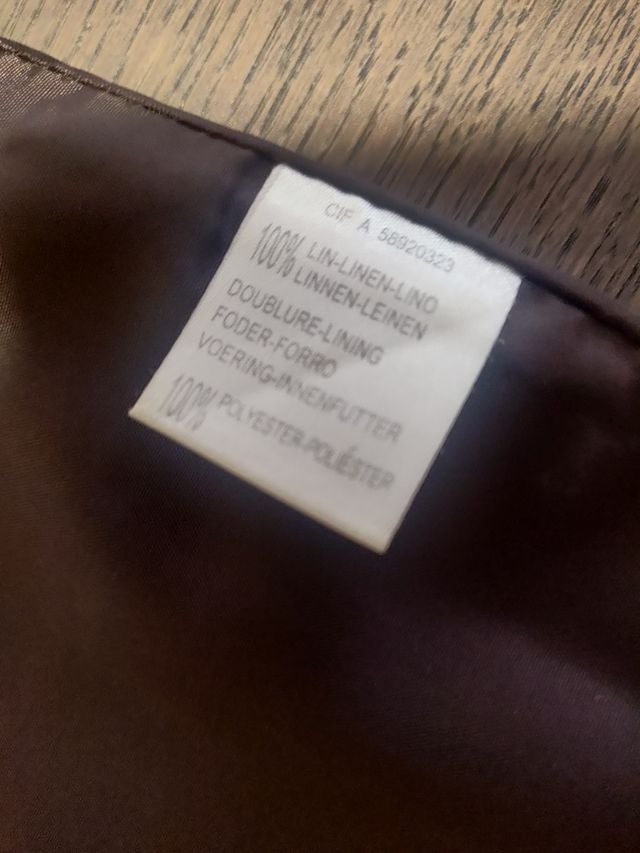 CIF A 58920323
100% LIN-LINEN-LINO
LINNEN-LEINEN
DOUBLURE-LINING
FODER-FORRO
VOERING-INNENFUTTER
100% POLYESTER-POLIÉSTER